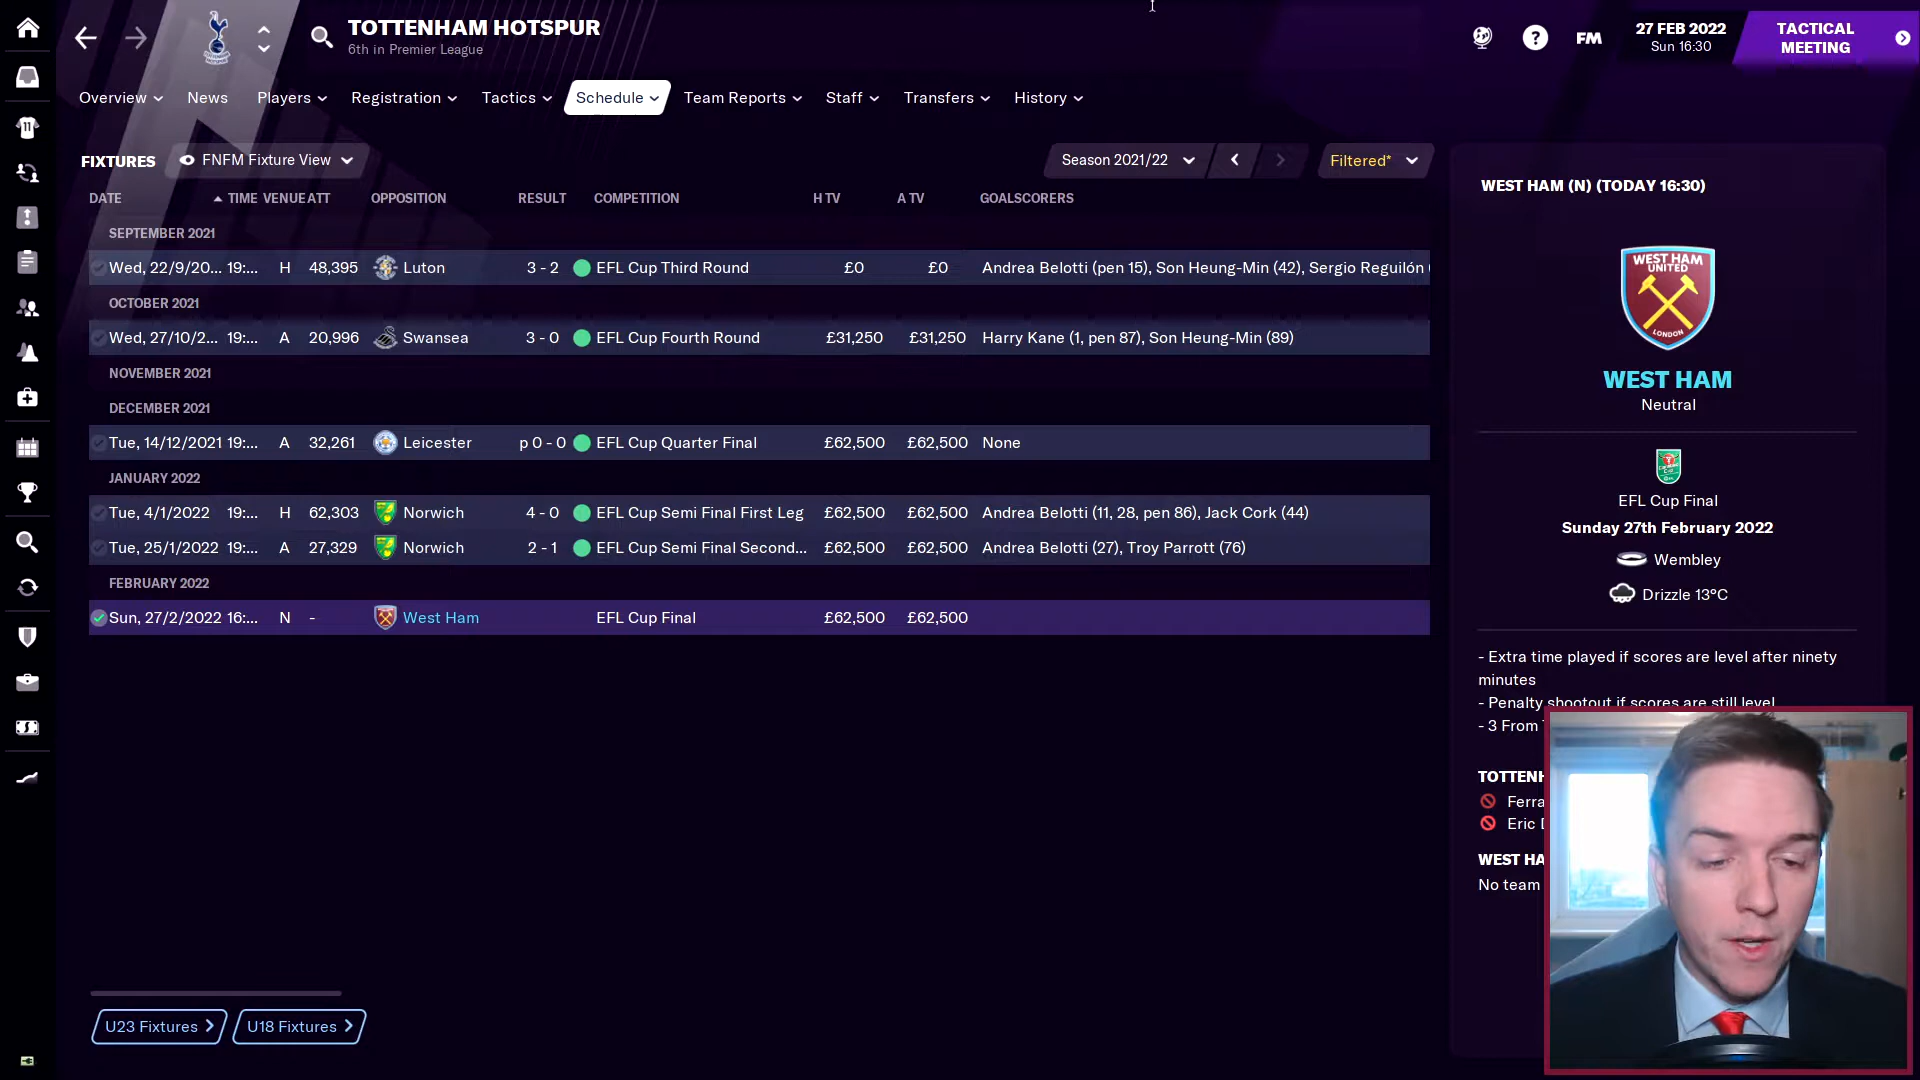 TOTTENHAM HOTSPUR
6th in Premier League
FM
27 FEB 2022
Sun 16:30
TACTICAL
MEETING
Overview
News
Players
Registration
Tactics
Schedule
Team Reports
Staff
Transfers
History
FIXTURES
FNFM Fixture View
Season 2021/22
Filtered*
DATE TIME VENUE ATT OPPOSITION RESULT COMPETITION H TV A TV GOALSCORERS
SEPTEMBER 2021
Wed, 22/9/20... 19:... H 48,395 Luton 3 - 2 EFL Cup Third Round £0 £0 Andrea Belotti (pen 15), Son Heung-Min (42), Sergio Reguilón
OCTOBER 2021
Wed, 27/10/2... 19:... A 20,996 Swansea 3 - 0 EFL Cup Fourth Round £31,250 £31,250 Harry Kane (1, pen 87), Son Heung-Min (89)
NOVEMBER 2021
DECEMBER 2021
Tue, 14/12/2021 19:... A 32,261 Leicester p 0 - 0 EFL Cup Quarter Final £62,500 £62,500 None
JANUARY 2022
Tue, 4/1/2022 19:... H 62,303 Norwich 4 - 0 EFL Cup Semi Final First Leg £62,500 £62,500 Andrea Belotti (11, 28, pen 86), Jack Cork (44)
Tue, 25/1/2022 19:... A 27,329 Norwich 2 - 1 EFL Cup Semi Final Second... £62,500 £62,500 Andrea Belotti (27), Troy Parrott (76)
FEBRUARY 2022
Sun, 27/2/2022 16:... N - West Ham EFL Cup Final £62,500 £62,500
U23 Fixtures
U18 Fixtures
WEST HAM (N) (TODAY 16:30)
WEST HAM
UNITED
LONDON
WEST HAM
Neutral
EFL Cup Final
Sunday 27th February 2022
Wembley
Drizzle 13°C
- Extra time played if scores are level after ninety
minutes
- Penalty shootout if scores are still level
- 3 From
TOTTENH
Ferra
Eric
WEST HA
No team